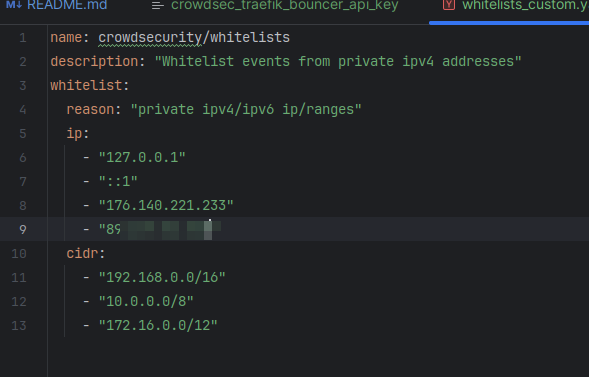 README.md crowdsec_traefik_bouncer_api_key whitelists_custom.y
1 name: crowdsecurity/whitelists
2 description: "Whitelist events from private ipv4 addresses"
3 whitelist:
4 reason: "private ipv4/ipv6 ip/ranges"
5 ip:
6 - "127.0.0.1"
7 - "::1"
8 - "176.140.221.233"
9 - "89
10 cidr:
11 - "192.168.0.0/16"
12 - "10.0.0.0/8"
13 - "172.16.0.0/12"